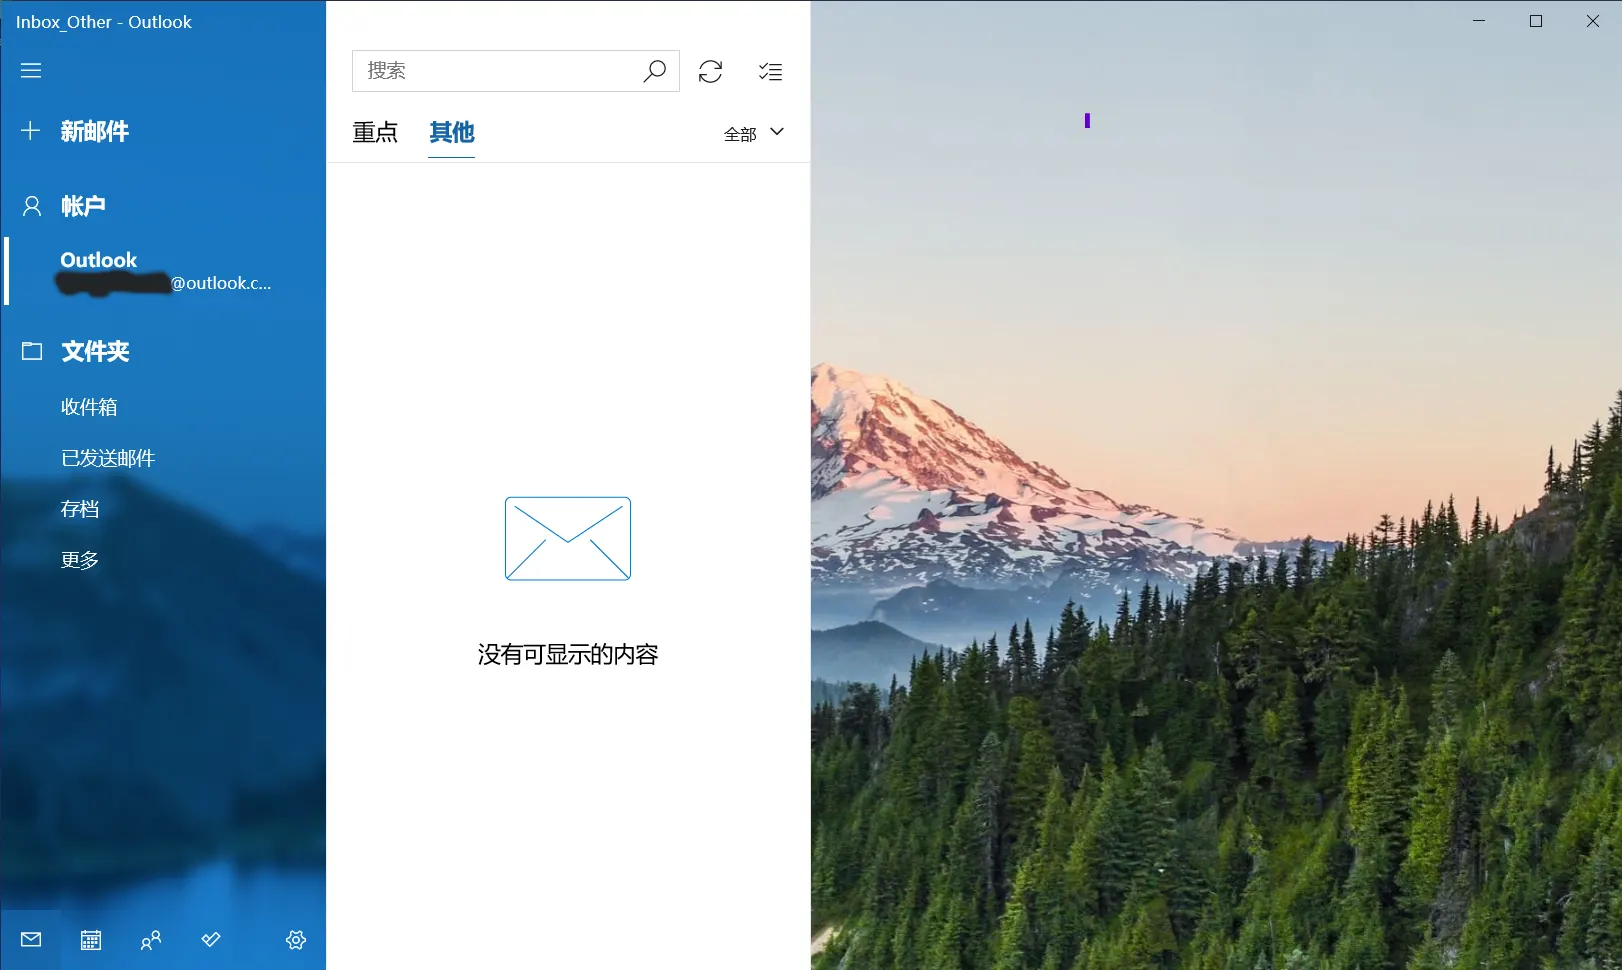 Inbox_Other - Outlook
新邮件
帐户
Outlook
@outlook.c...
文件夹
收件箱
已发送邮件
存档
更多
搜索
重点 其他 全部
没有可显示的内容